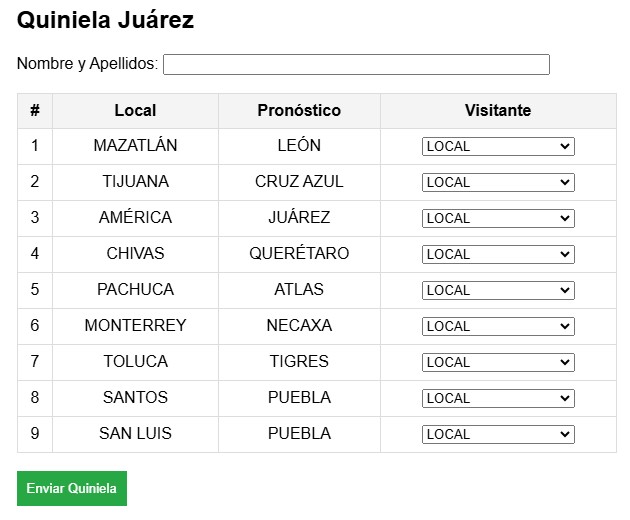 Quiniela Juárez
Nombre y Apellidos:
# Local Pronóstico Visitante
1 MAZATLÁN LEÓN LOCAL
2 TIJUANA CRUZ AZUL LOCAL
3 AMÉRICA JUÁREZ LOCAL
4 CHIVAS QUERÉTARO LOCAL
5 PACHUCA ATLAS LOCAL
6 MONTERREY NECAXA LOCAL
7 TOLUCA TIGRES LOCAL
8 SANTOS PUEBLA LOCAL
9 SAN LUIS PUEBLA LOCAL
Enviar Quiniela